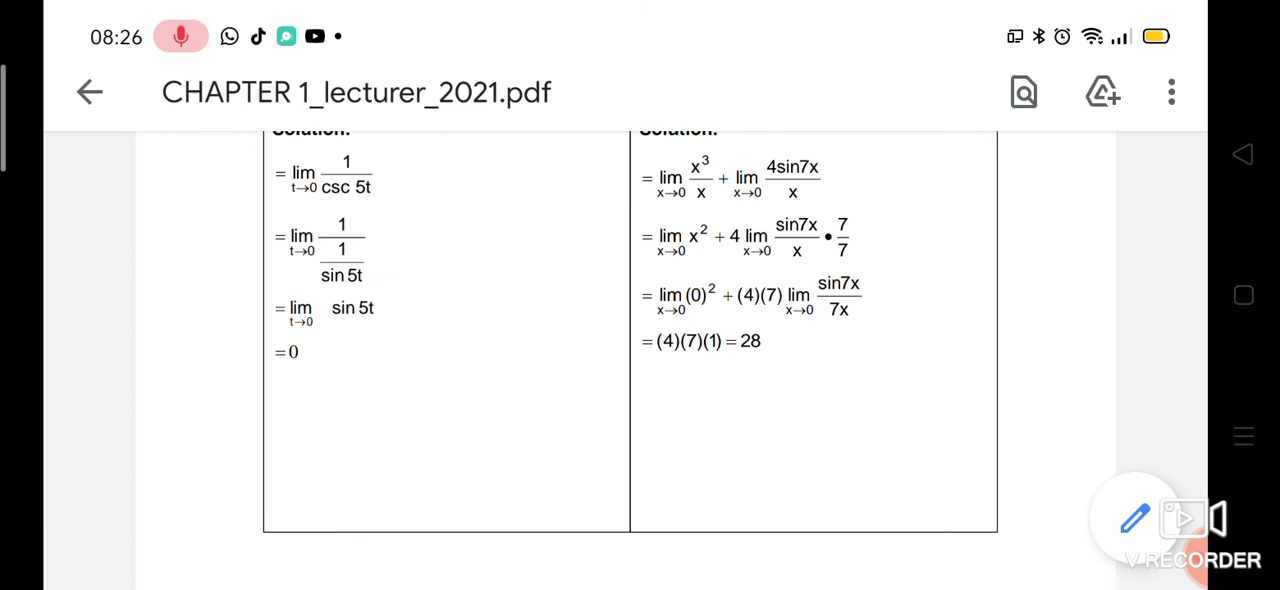 08:26
CHAPTER 1_lecturer_2021.pdf
Solution:
= lim t→0 1 / csc 5t
= lim t→0 1 / (1 / sin 5t)
= lim t→0 sin 5t
= 0
Solution:
= lim x→0 x³ / x + lim x→0 4sin7x / x
= lim x→0 x² + 4 lim x→0 sin7x / x • 7 / 7
= lim x→0 (0)² + (4)(7) lim x→0 sin7x / 7x
= (4)(7)(1) = 28
V RECORDER